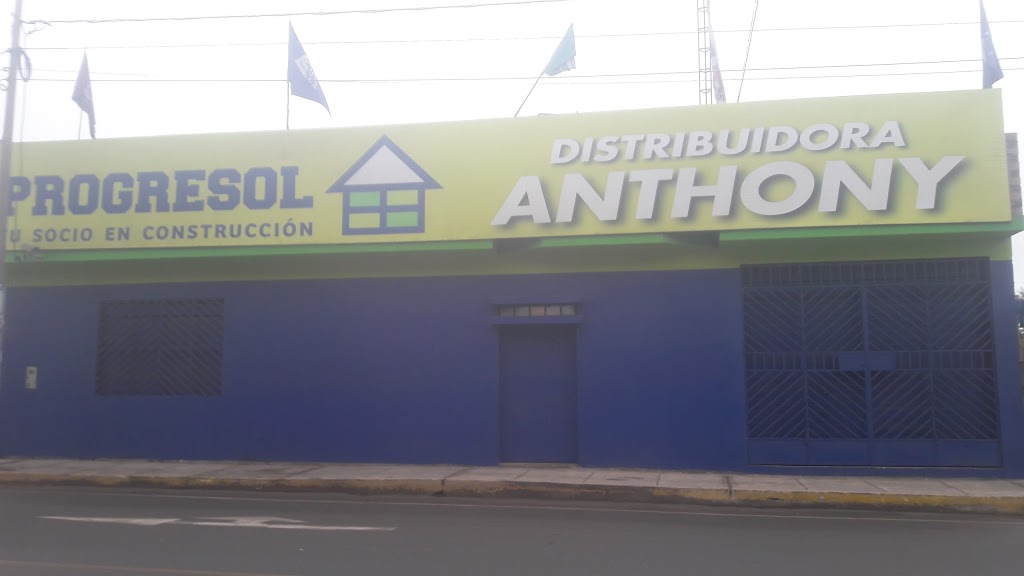 PROGRESOL
U SOCIO EN CONSTRUCCIÓN
DISTRIBUIDORA
ANTHONY